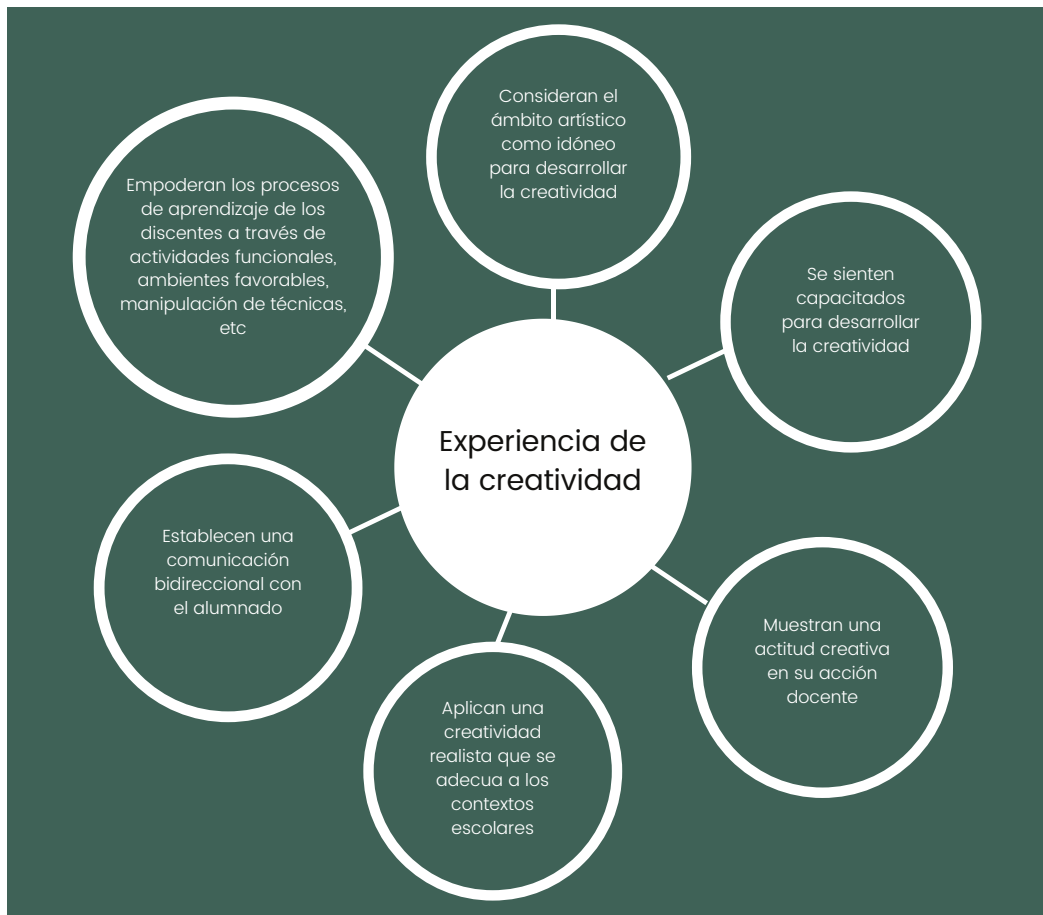 Consideran el
ámbito artístico
como idóneo
para desarrollar
la creatividad
Empoderan los procesos
de aprendizaje de los
discentes a través de
actividades funcionales,
ambientes favorables,
manipulación de técnicas,
etc
Se sienten
capacitados
para desarrollar
la creatividad
Experiencia de
la creatividad
Establecen una
comunicación
bidireccional con
el alumnado
Muestran una
actitud creativa
en su acción
docente
Aplican una
creatividad
realista que se
adecua a los
contextos
escolares